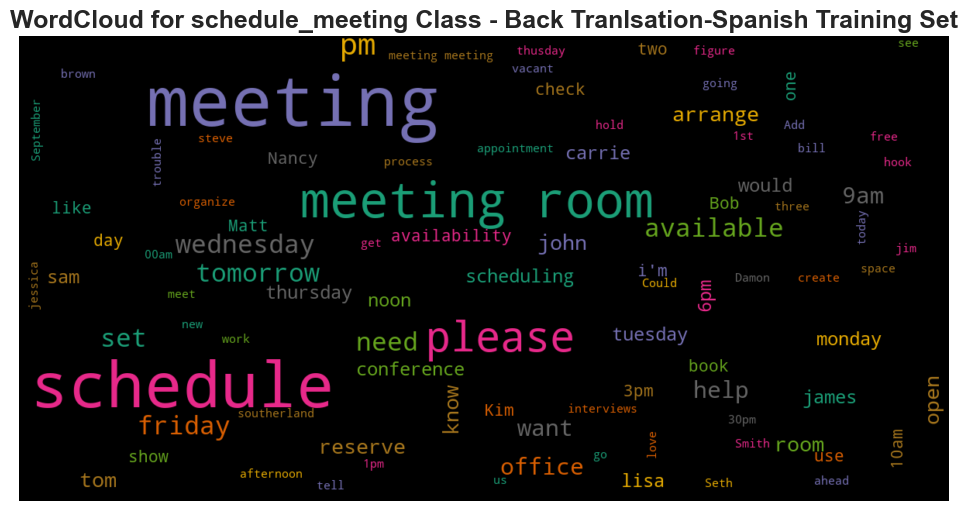 WordCloud for schedule_meeting Class - Back Tranlsation-Spanish Training Set
pm
meeting meeting
thusday
two
figure
see
brown
vacant
check
going
one
meeting
arrange
Add
September
hold
1st
free
steve
trouble
Nancy
process
appointment
carrie
bill
hook
meeting room
would
9am
like
organize
Matt
Bob
three
available
today
day
wednesday
get
availability
john
jim
00am
sam
tomorrow
scheduling
i'm
Could
Damon
create
space
jessica
meet
thursday
noon
6pm
new
work
set
need
please
tuesday
monday
schedule
conference
book
help
james
open
know
3pm
southerland
Kim
interviews
30pm
friday
want
love
Smith
room
10am
reserve
show
1pm
office
go
use
tom
afternoon
tell
us
lisa
Seth
ahead